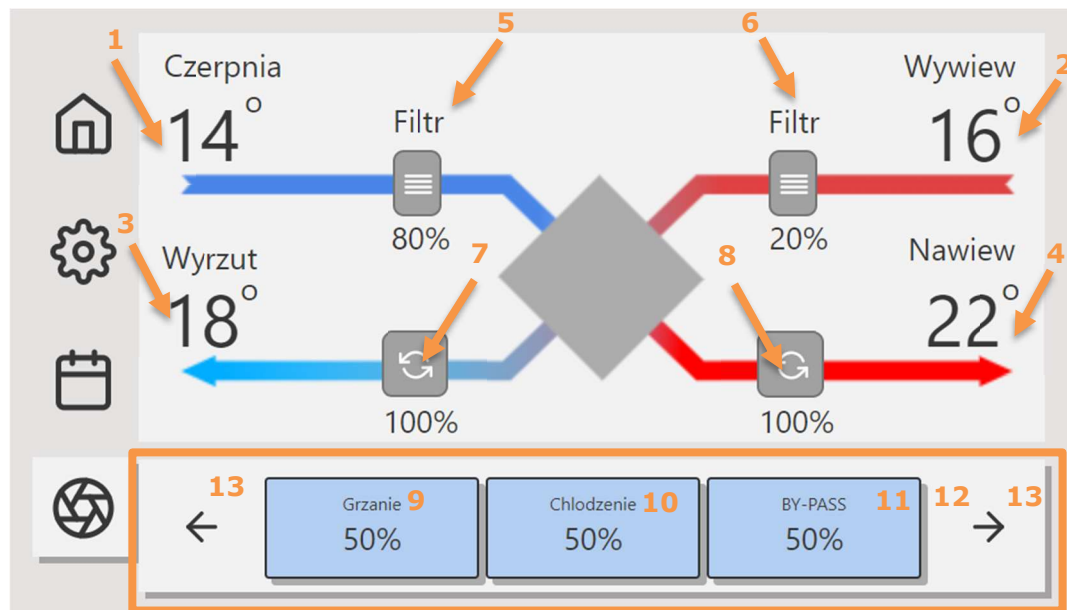 1
5
6
2
Czerpnia
Wywiew
14°
Filtr
Filtr
16°
80%
20%
3
Wyrzut
7
8
Nawiew
4
18°
22°
100%
100%
13
Grzanie 9
Chlodzenie 10
BY-PASS 11
12
13
50%
50%
50%